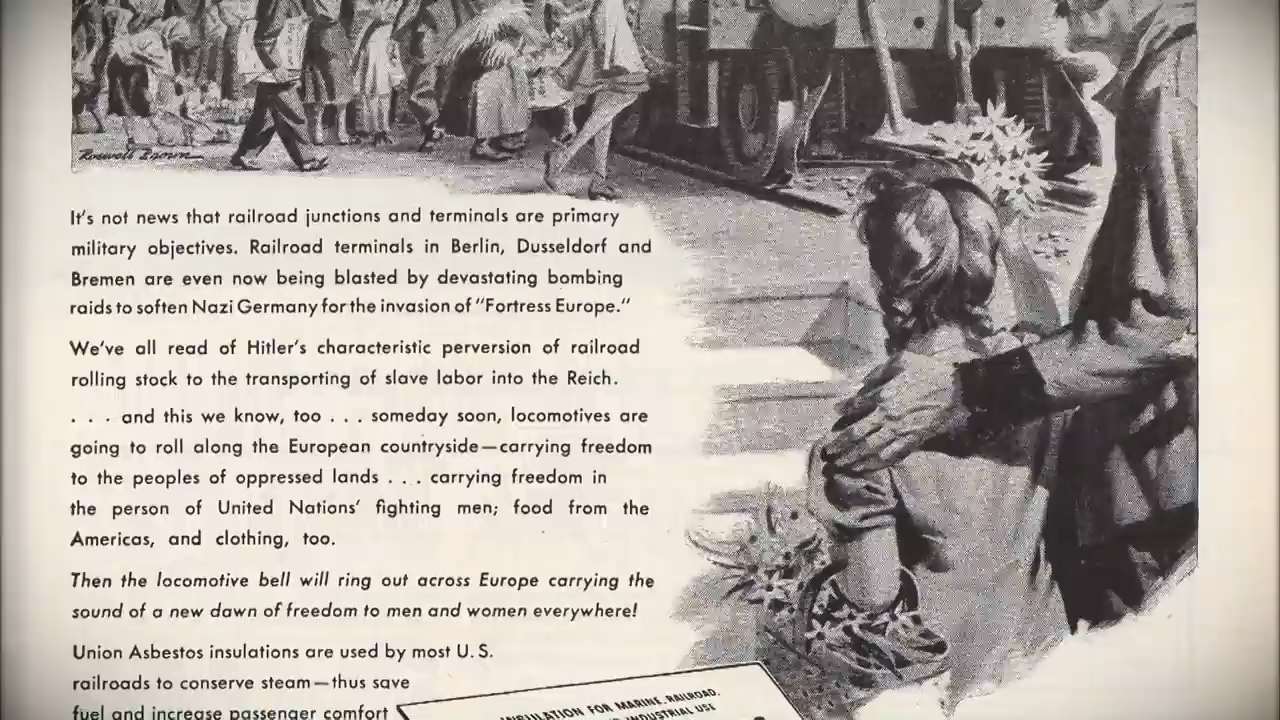 It's not news that railroad junctions and terminals are primary
military objectives. Railroad terminals in Berlin, Dusseldorf and
Bremen are even now being blasted by devastating bombing
raids to soften Nazi Germany for the invasion of "Fortress Europe."
We've all read of Hitler's characteristic perversion of railroad
rolling stock to the transporting of slave labor into the Reich.
. . . and this we know, too . . . someday soon, locomotives are
going to roll along the European countryside—carrying freedom
to the peoples of oppressed lands . . . carrying freedom in
the person of United Nations' fighting men; food from the
Americas, and clothing, too.
Then the locomotive bell will ring out across Europe carrying the
sound of a new dawn of freedom to men and women everywhere!
Union Asbestos insulations are used by most U. S.
railroads to conserve steam—thus save
fuel and increase passenger comfort
INSULATION FOR MARINE, RAILROAD,
INDUSTRIAL USE